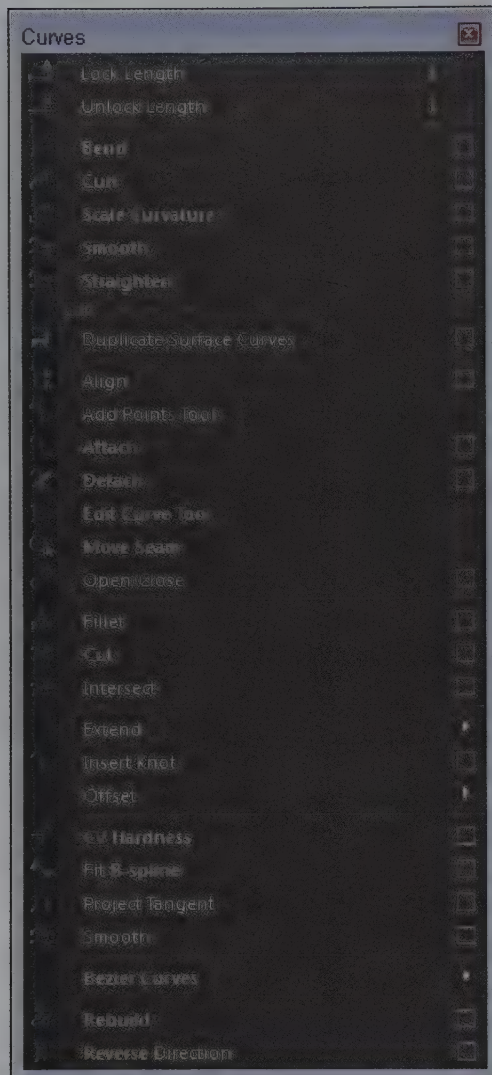 Curves
Lock Length
L
Unlock Length
L
Bend
Curl
Scale Curvature
Smooth
Straighten
Duplicate Surface Curves
Align
Add Points Tool
Attach
Detach
Edit Curve Tool
Move Seam
Open/Close
Fillet
Cut
Intersect
Extend
Insert Knot
Offset
CV Hardness
Fit B-spline
Project Tangent
Smooth
Bezier Curves
Rebuild
Reverse Direction